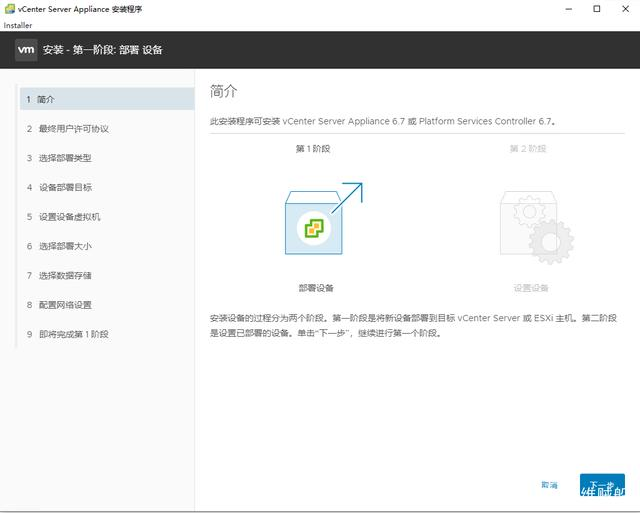 vCenter Server Appliance 安装程序
Installer
vm 安装 - 第一阶段: 部署 设备
1 简介
2 最终用户许可协议
3 选择部署类型
4 设备部署目标
5 设置设备虚拟机
6 选择部署大小
7 选择数据存储
8 配置网络设置
9 即将完成第 1 阶段
简介
此安装程序可安装 vCenter Server Appliance 6.7 或 Platform Services Controller 6.7。
第 1 阶段
第 2 阶段
部署设备
设置设备
安装设备的过程分为两个阶段。第一阶段是将新设备部署到目标 vCenter Server 或 ESXi 主机。第二阶段
是设置已部署的设备。单击“下一步”，继续进行第一个阶段。
取消
下一步